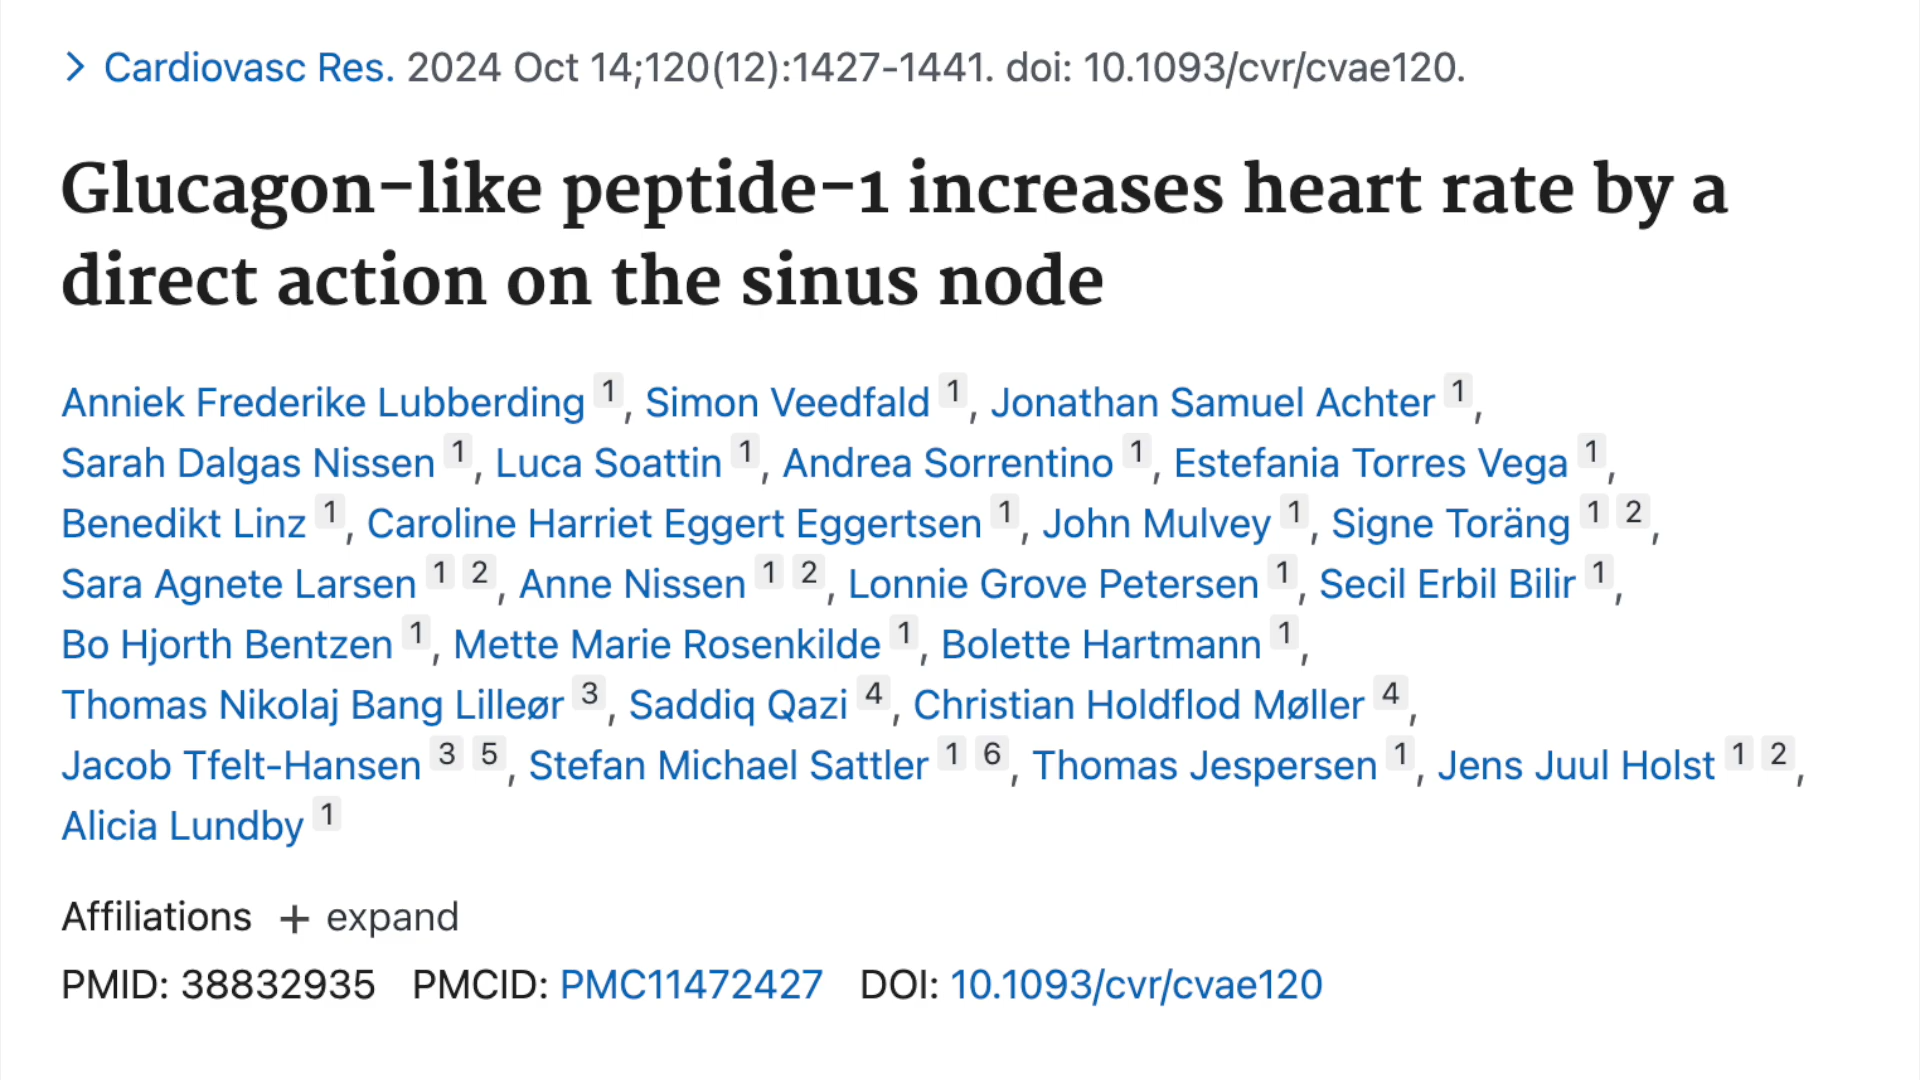 > Cardiovasc Res. 2024 Oct 14;120(12):1427-1441. doi: 10.1093/cvr/cvae120.
Glucagon-like peptide-1 increases heart rate by a
direct action on the sinus node
Anniek Frederike Lubberding 1, Simon Veedfald 1, Jonathan Samuel Achter 1,
Sarah Dalgas Nissen 1, Luca Soattin 1, Andrea Sorrentino 1, Estefania Torres Vega 1,
Benedikt Linz 1, Caroline Harriet Eggert Eggertsen 1, John Mulvey 1, Signe Toräng 1 2,
Sara Agnete Larsen 1 2, Anne Nissen 1 2, Lonnie Grove Petersen 1, Secil Erbil Bilir 1,
Bo Hjorth Bentzen 1, Mette Marie Rosenkilde 1, Bolette Hartmann 1,
Thomas Nikolaj Bang Lilleør 3, Saddiq Qazi 4, Christian Holdflod Møller 4,
Jacob Tfelt-Hansen 3 5, Stefan Michael Sattler 1 6, Thomas Jespersen 1, Jens Juul Holst 1 2,
Alicia Lundby 1
Affiliations + expand
PMID: 38832935 PMCID: PMC11472427 DOI: 10.1093/cvr/cvae120